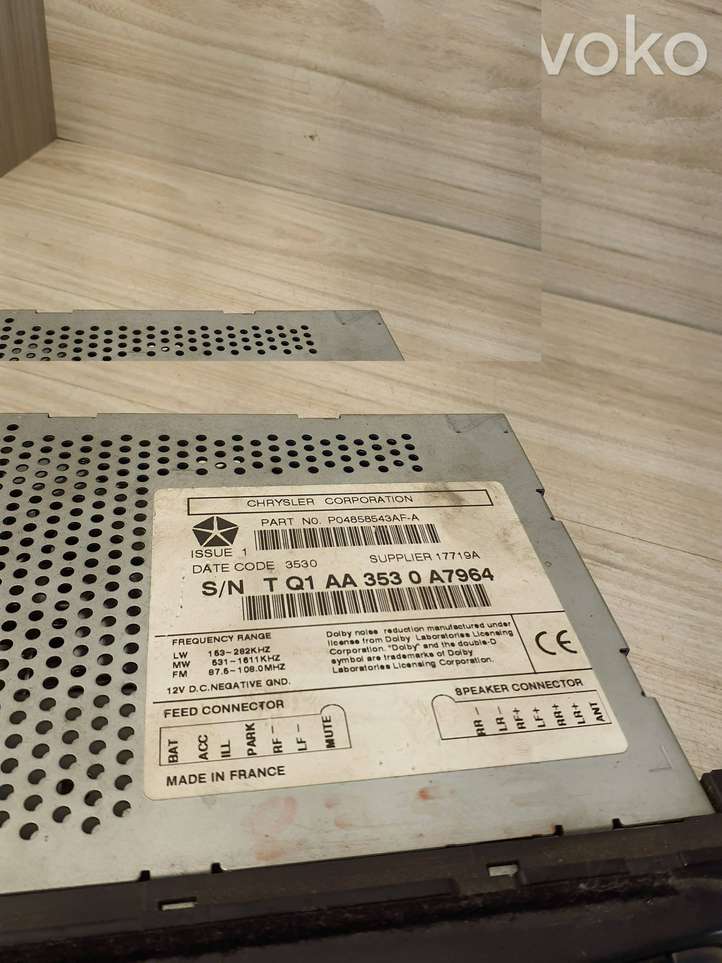 voko
CHRYSLER CORPORATION
PART NO. P04858543AF-A
ISSUE 1
DATE CODE 3530 SUPPLIER 17719A
S/N T Q1 AA 353 0 A7964
FREQUENCY RANGE
LW 153~282KHZ
MW 531~1611KHZ
FM 87.5~108.0MHZ
12V D.C.NEGATIVE GND.
Dolby noise reduction manufactured under
license from Dolby Laboratories Licensing
Corporation. "Dolby" and the double-D
symbol are trademarks of Dolby
Laboratories Licensing Corporation.
CE
FEED CONNECTOR
BAT
ACC
ILL
PARK
RF-
LF-
MUTE
SPEAKER CONNECTOR
RR-
LR-
RF+
LF+
RR+
LR+
ANT
MADE IN FRANCE